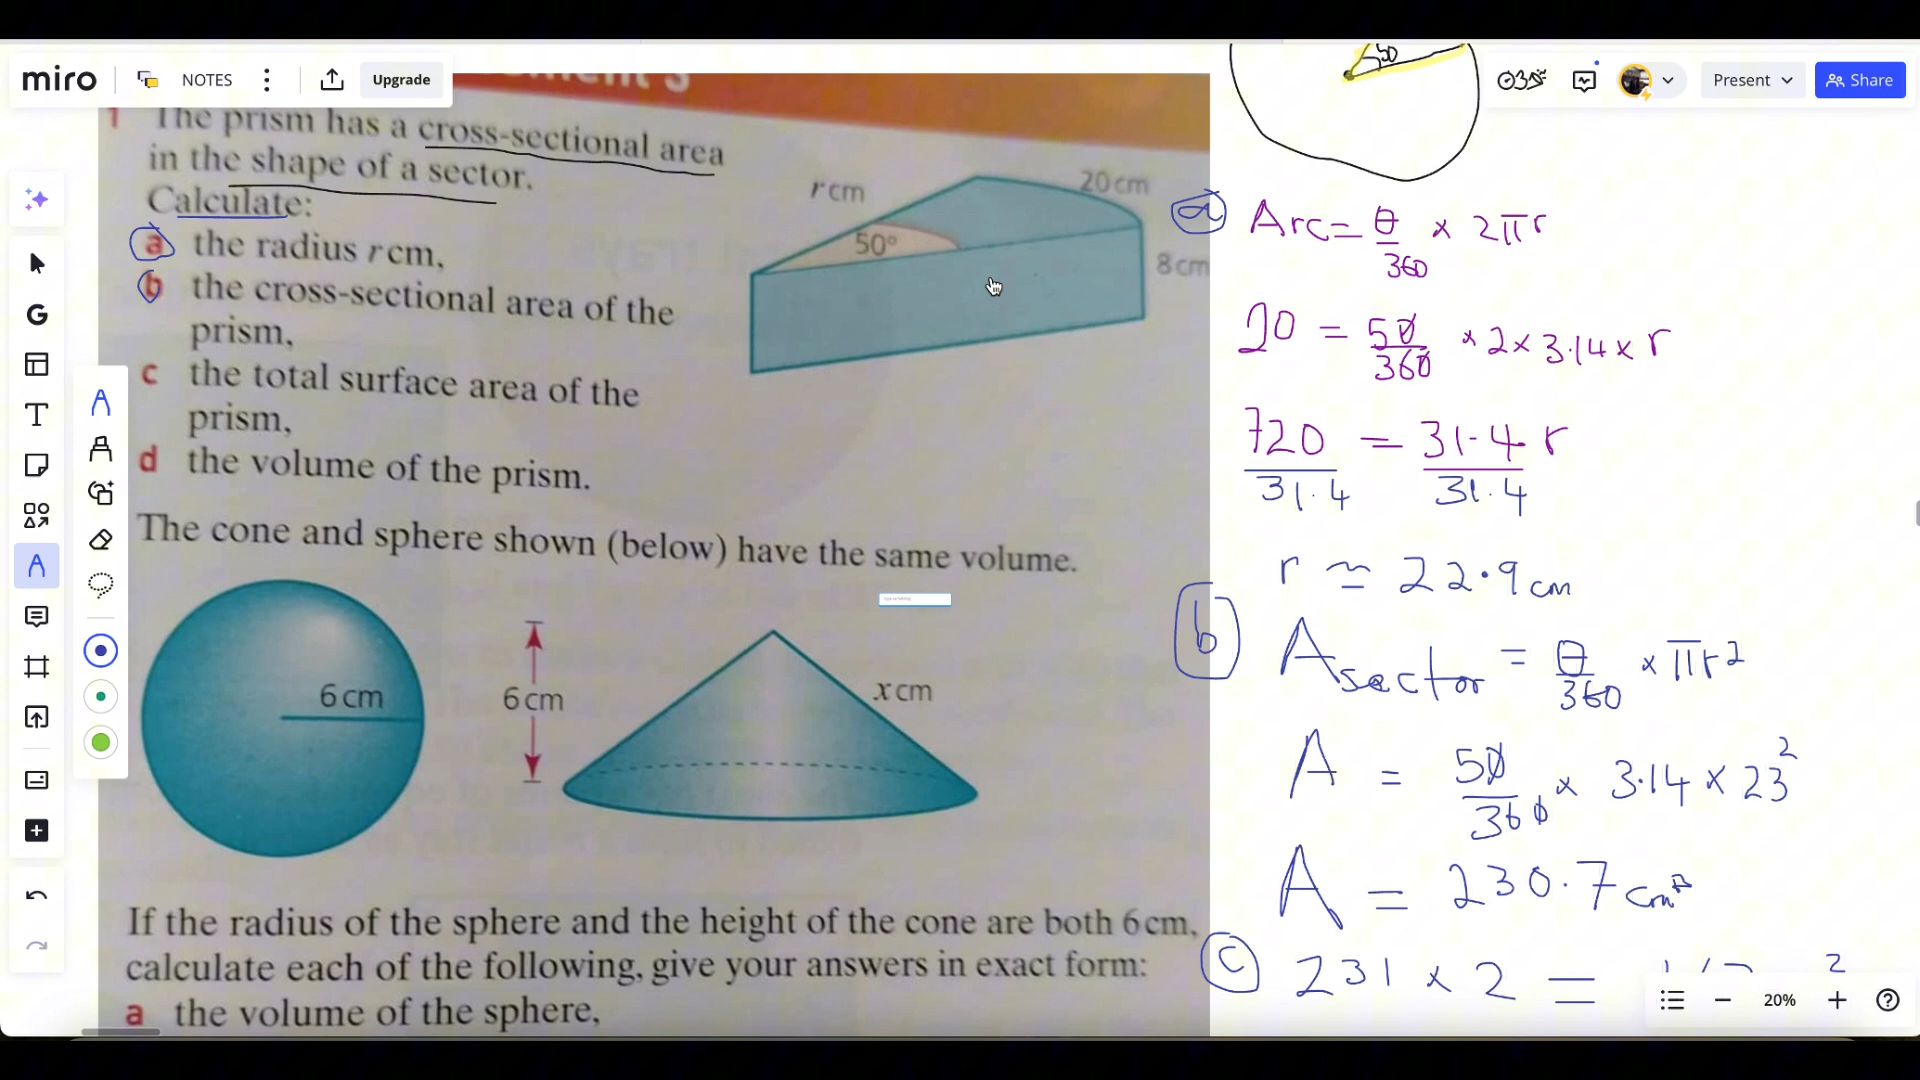 miro
NOTES
Upgrade
Present
Share
1 The prism has a cross-sectional area
in the shape of a sector.
Calculate:
a the radius r cm,
b the cross-sectional area of the
prism,
c the total surface area of the
prism,
d the volume of the prism.
r cm
20 cm
50°
8 cm
The cone and sphere shown (below) have the same volume.
6 cm
6 cm
x cm
If the radius of the sphere and the height of the cone are both 6 cm,
calculate each of the following, give your answers in exact form:
a the volume of the sphere,
50
a Arc = θ/360 × 2πr
20 = 50/360 × 2 × 3.14 × r
720/31.4 = 31.4 r/31.4
r ≃ 22.9 cm
b A sector = θ/360 × πr²
A = 50/360 × 3.14 × 23²
A = 230.7 cm²
c 231 × 2 =
20%